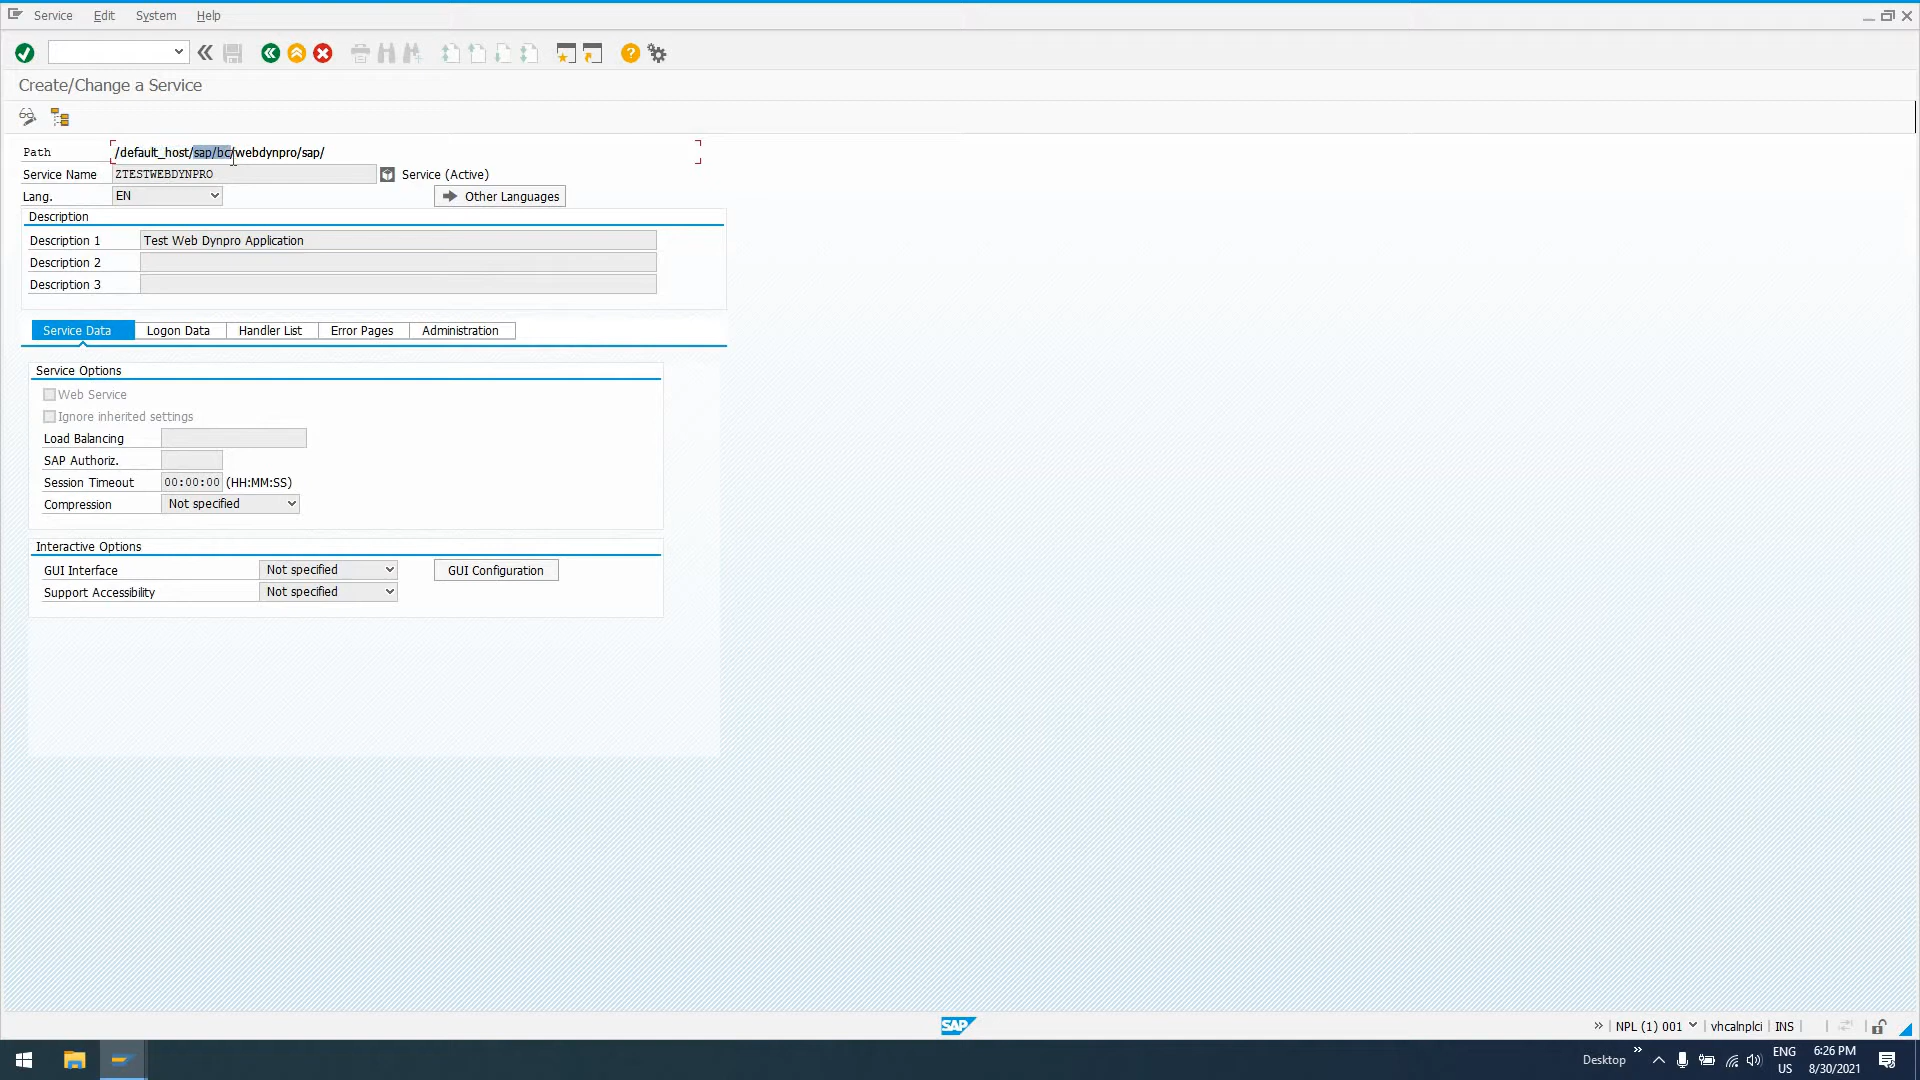 Service Edit System Help
Create/Change a Service
Path /default_host/sap/bc/webdynpro/sap/
Service Name ZTESTWEBDYNPRO Service (Active)
Lang. EN Other Languages
Description
Description 1 Test Web Dynpro Application
Description 2
Description 3
Service Data Logon Data Handler List Error Pages Administration
Service Options
Web Service
Ignore inherited settings
Load Balancing
SAP Authoriz.
Session Timeout 00:00:00 (HH:MM:SS)
Compression Not specified
Interactive Options
GUI Interface Not specified GUI Configuration
Support Accessibility Not specified
SAP
NPL (1) 001 vhcalnplci INS
Desktop ENG 6:26 PM
US 8/30/2021